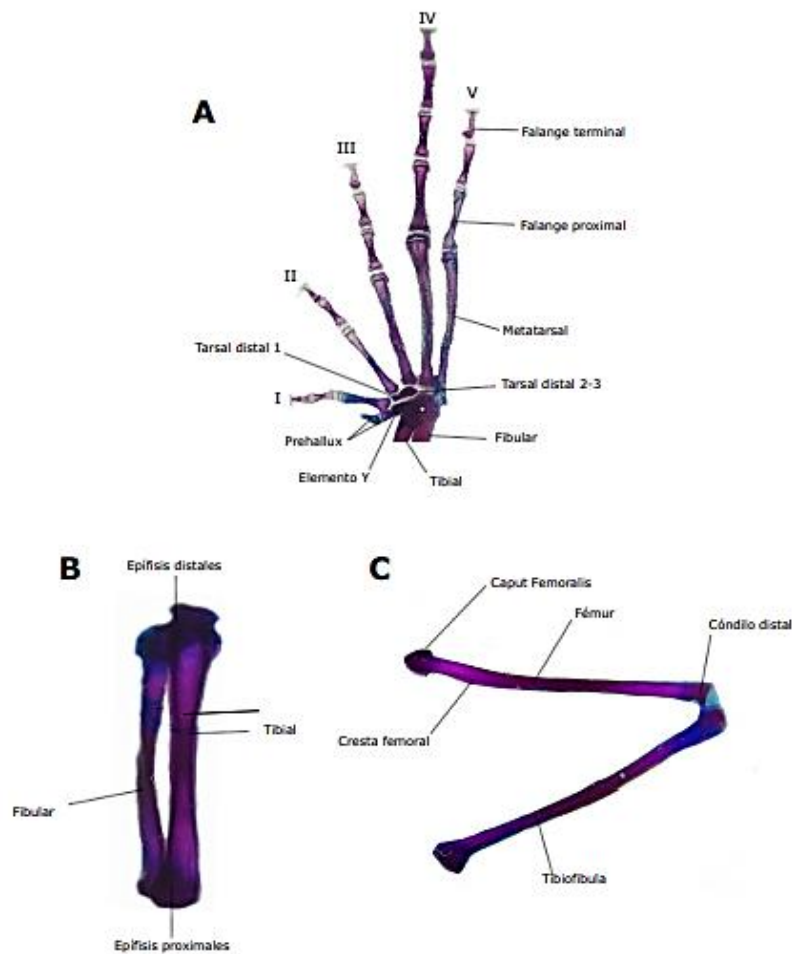 IV
A
V
Falange terminal
III
Falange proximal
II
Metatarsal
Tarsal distal 1
Tarsal distal 2-3
I
Prehallux
Fibular
Elemento Y
Tibial
B
Epífisis distales
Tibial
Fibular
Epífisis proximales
C
Caput Femoralis
Fémur
Cóndilo distal
Cresta femoral
Tibiofibula